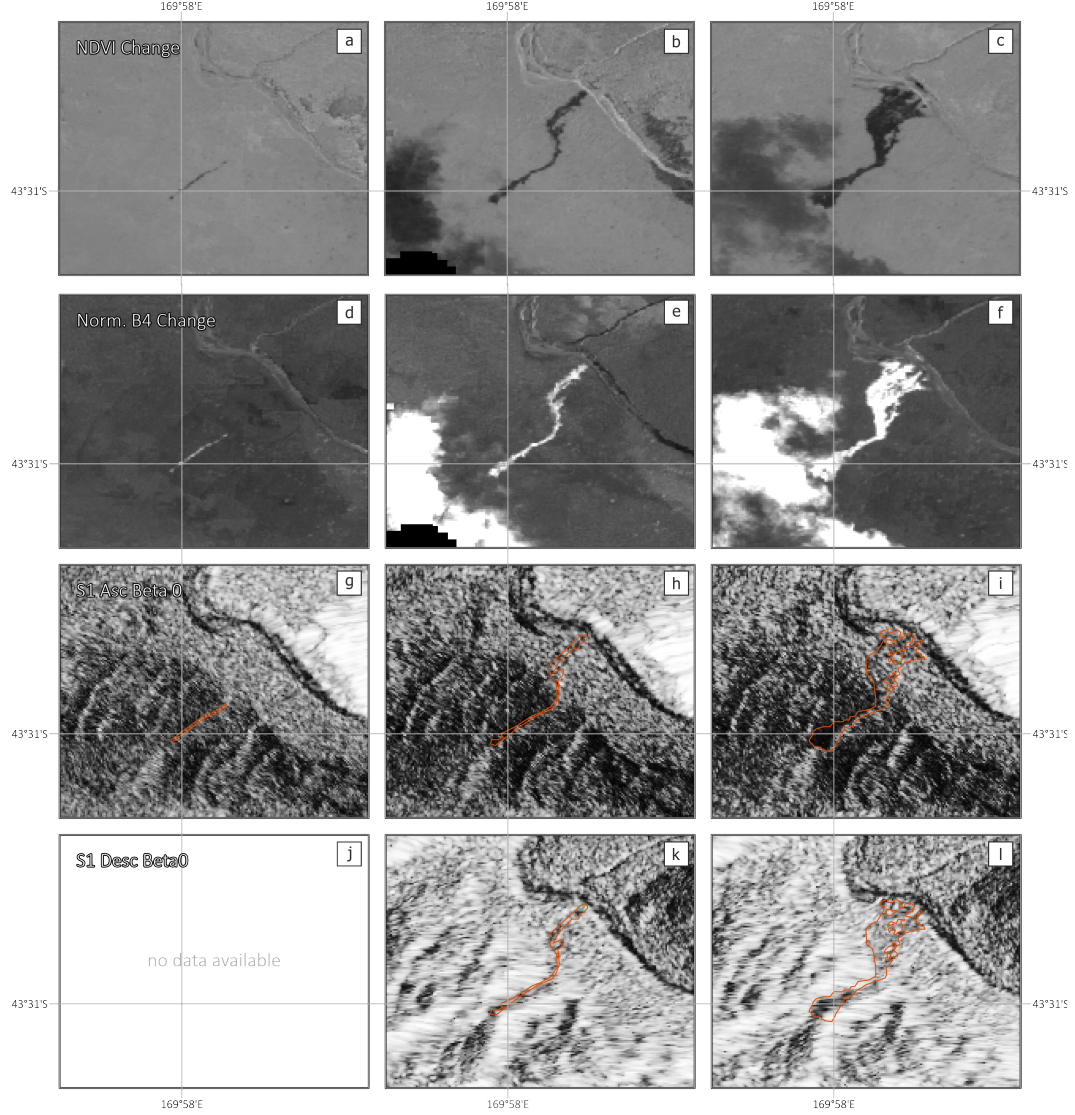 169°58'E 169°58'E 169°58'E
NDVI Change a b c
43°31'S 43°31'S
Norm. B4 Change d e f
43°31'S 43°31'S
S1 Asc Beta 0 g h i
43°31'S 43°31'S
S1 Desc Beta0 j k l
no data available
43°31'S 43°31'S
169°58'E 169°58'E 169°58'E